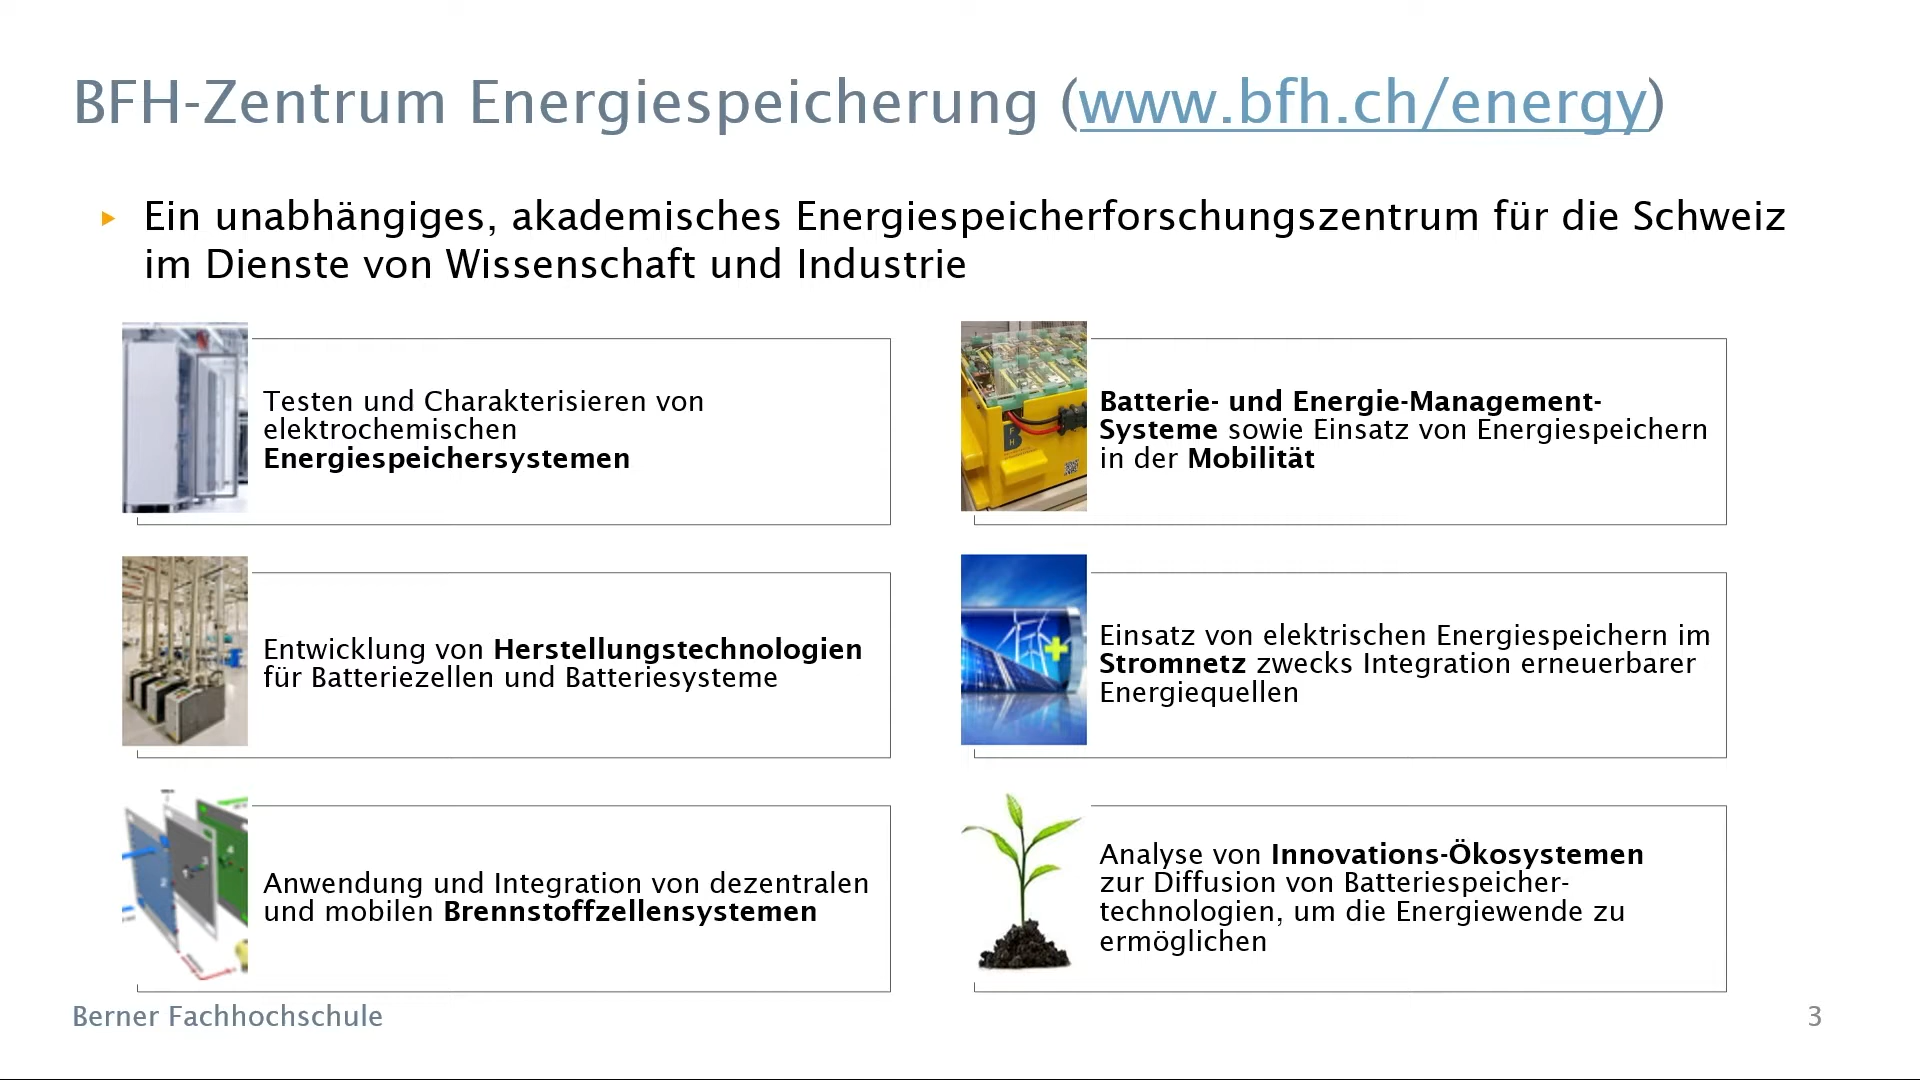 BFH-Zentrum Energiespeicherung (www.bfh.ch/energy)
Ein unabhängiges, akademisches Energiespeicherforschungszentrum für die Schweiz
im Dienste von Wissenschaft und Industrie
Testen und Charakterisieren von
elektrochemischen
Energiespeichersystemen
Batterie- und Energie-Management-
Systeme sowie Einsatz von Energiespeichern
in der Mobilität
Entwicklung von Herstellungstechnologien
für Batteriezellen und Batteriesysteme
Einsatz von elektrischen Energiespeichern im
Stromnetz zwecks Integration erneuerbarer
Energiequellen
Anwendung und Integration von dezentralen
und mobilen Brennstoffzellensystemen
Analyse von Innovations-Ökosystemen
zur Diffusion von Batteriespeicher-
technologien, um die Energiewende zu
ermöglichen
Berner Fachhochschule
3